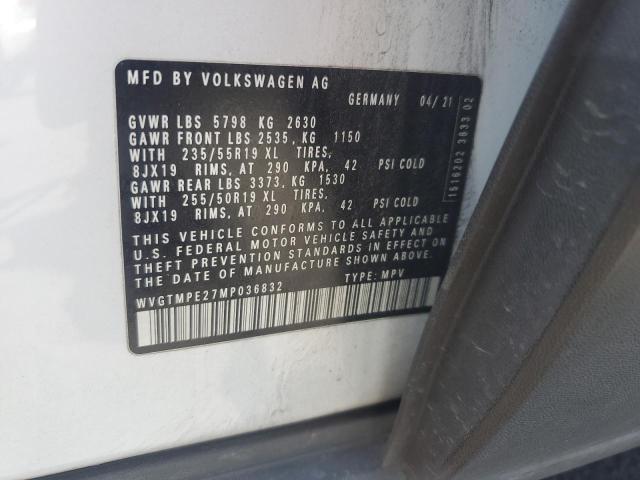 MFD BY VOLKSWAGEN AG
GERMANY 04/21
GVWR LBS 5798 KG 2630
GAWR FRONT LBS 2535, KG 1150
WITH 235/55R19 XL TIRES,
8JX19 RIMS, AT 290 KPA, 42 PSI COLD
GAWR REAR LBS 3373, KG 1530
WITH 255/50R19 XL TIRES,
8JX19 RIMS, AT 290 KPA, 42 PSI COLD
THIS VEHICLE CONFORMS TO ALL APPLICABLE
U.S. FEDERAL MOTOR VEHICLE SAFETY AND
THEFT PREVENTION STANDARDS IN EFFECT ON
THE DATE OF MANUFACTURE SHOWN ABOVE
WVGTMPE27MP036832 TYPE: MPV
1516202 3833 02